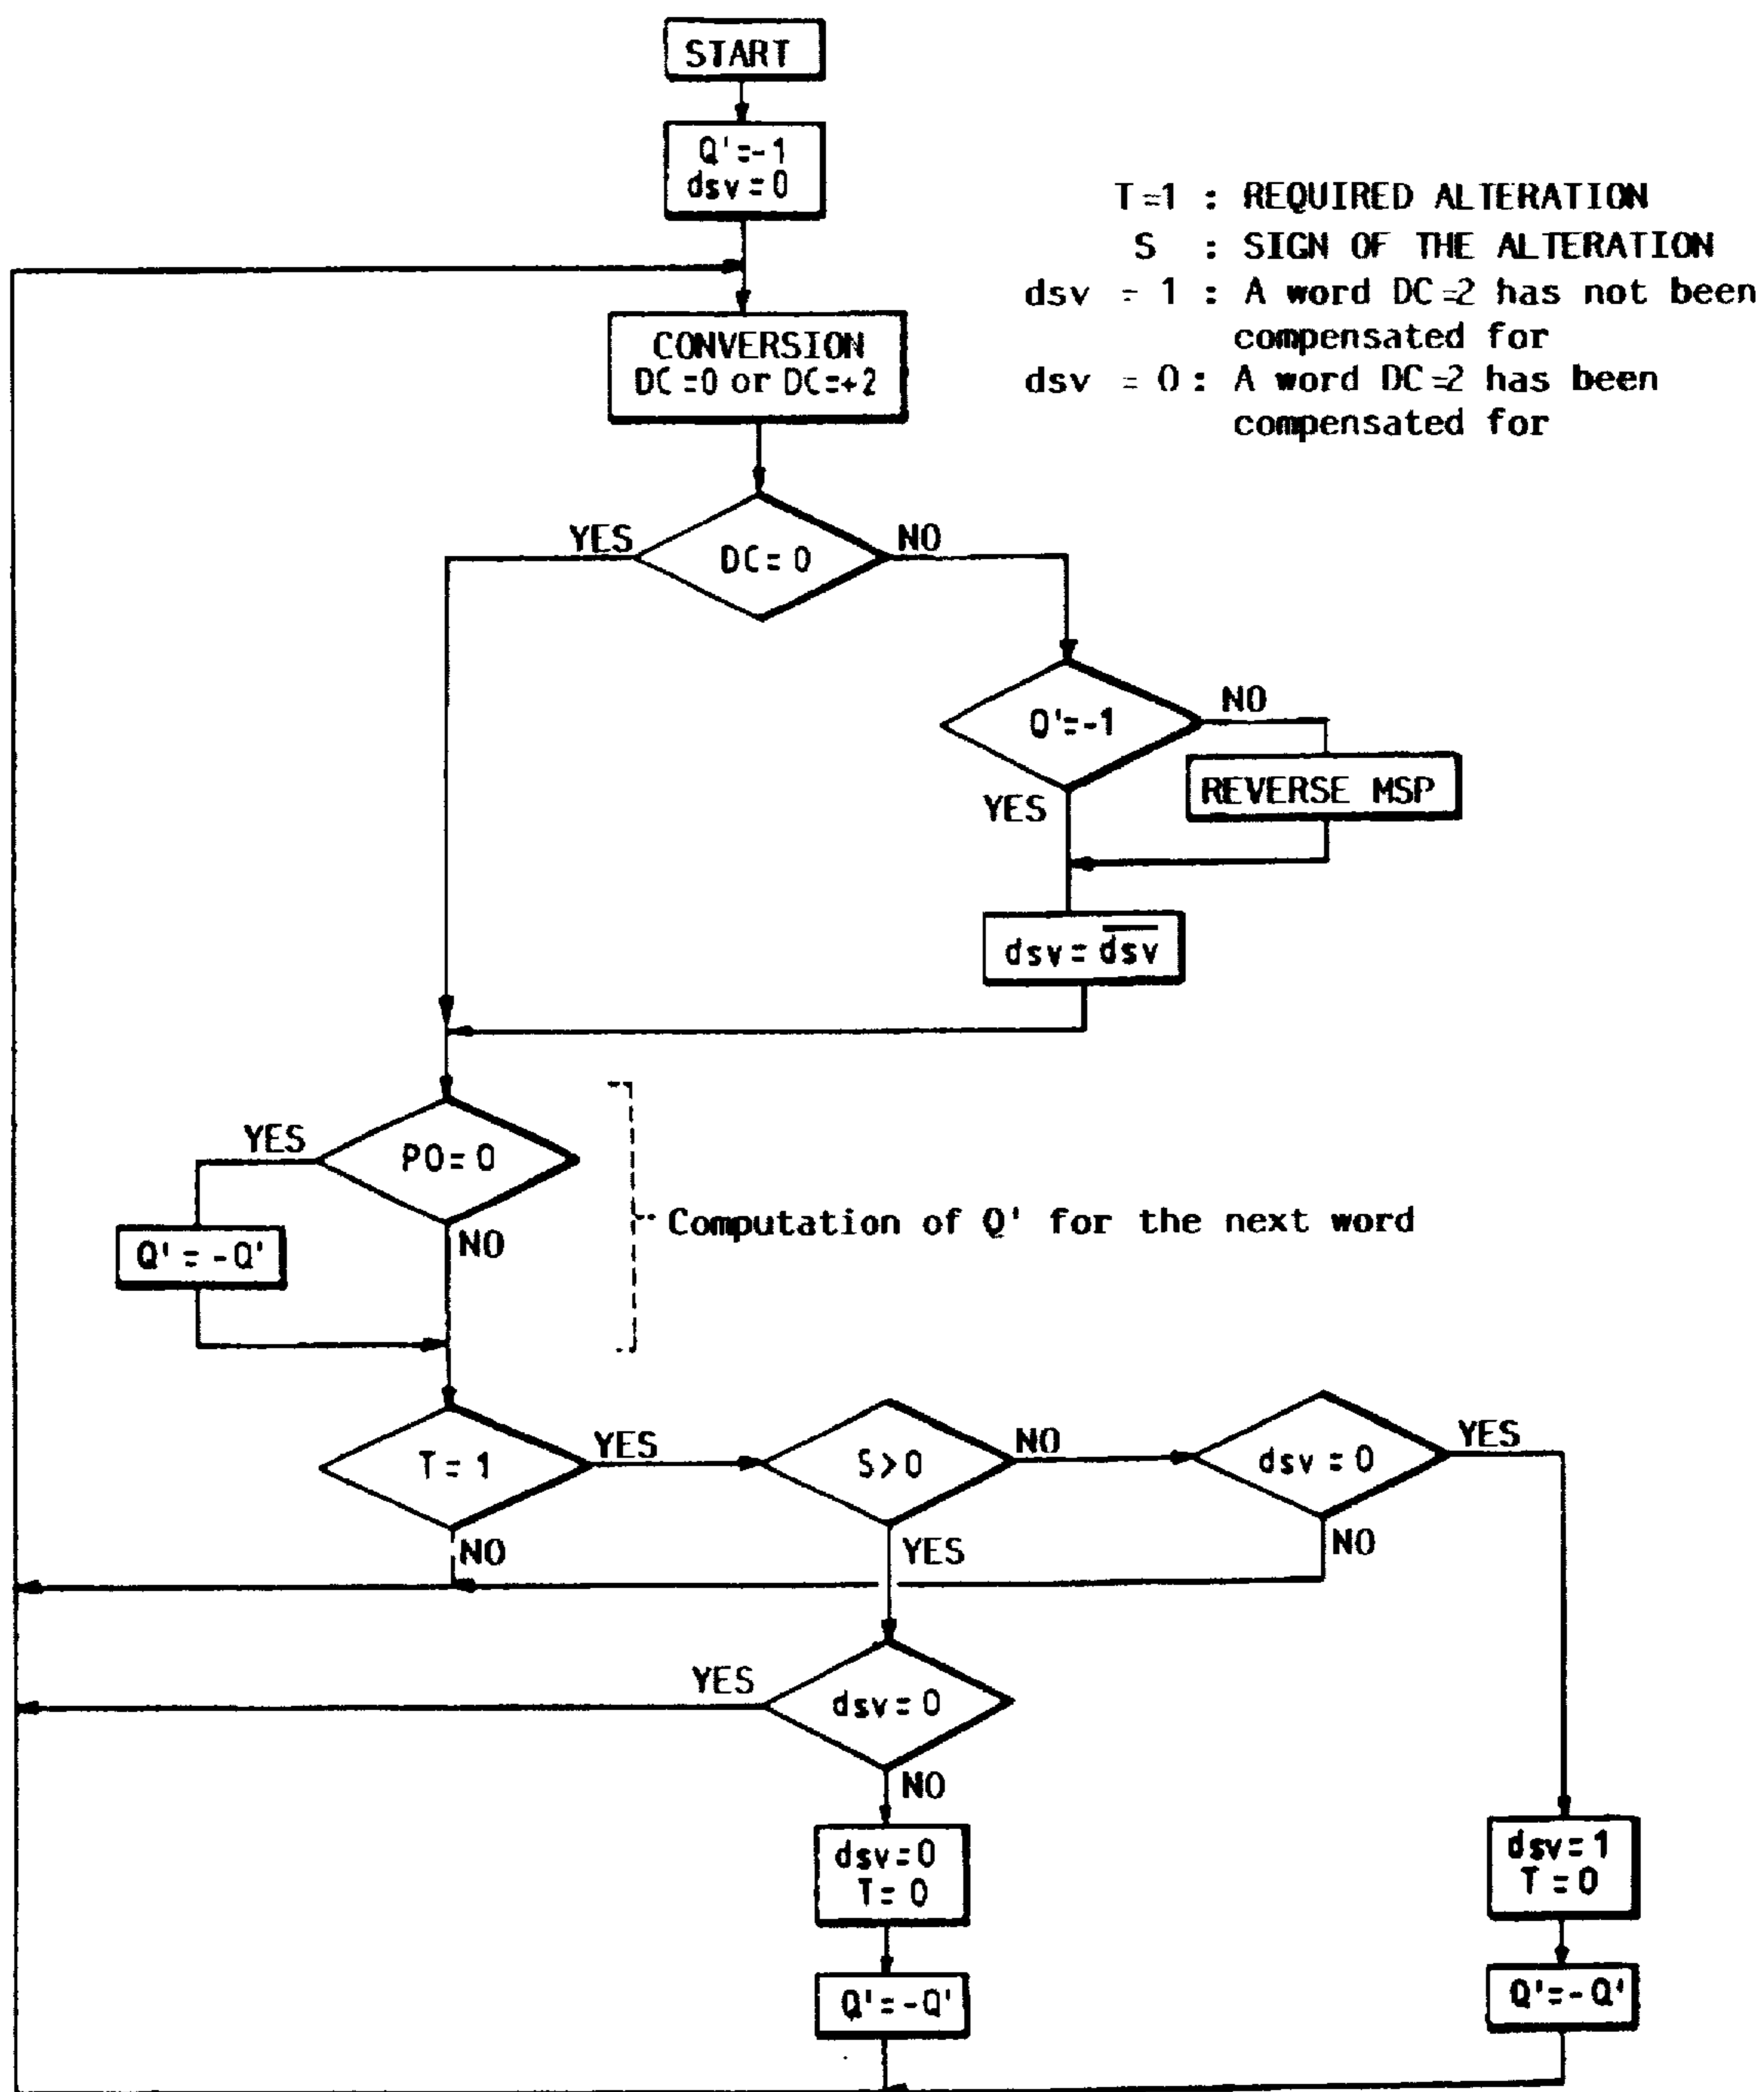 START
Q'=-1
dsv=0
T=1 : REQUIRED ALTERATION
S : SIGN OF THE ALTERATION
dsv = 1 : A word DC=2 has not been
compensated for
dsv = 0 : A word DC=2 has been
compensated for
CONVERSION
DC=0 or DC=+2
YES
DC=0
NO
Q'=-1
NO
YES
REVERSE MSP
dsv=d̅s̅v̅
YES
P0=0
NO
Q'=-Q'
Computation of Q' for the next word
T=1
YES
NO
S>0
NO
YES
dsv=0
YES
NO
YES
dsv=0
NO
dsv=0
T=0
dsv=1
T=0
Q'=-Q'
Q'=-Q'